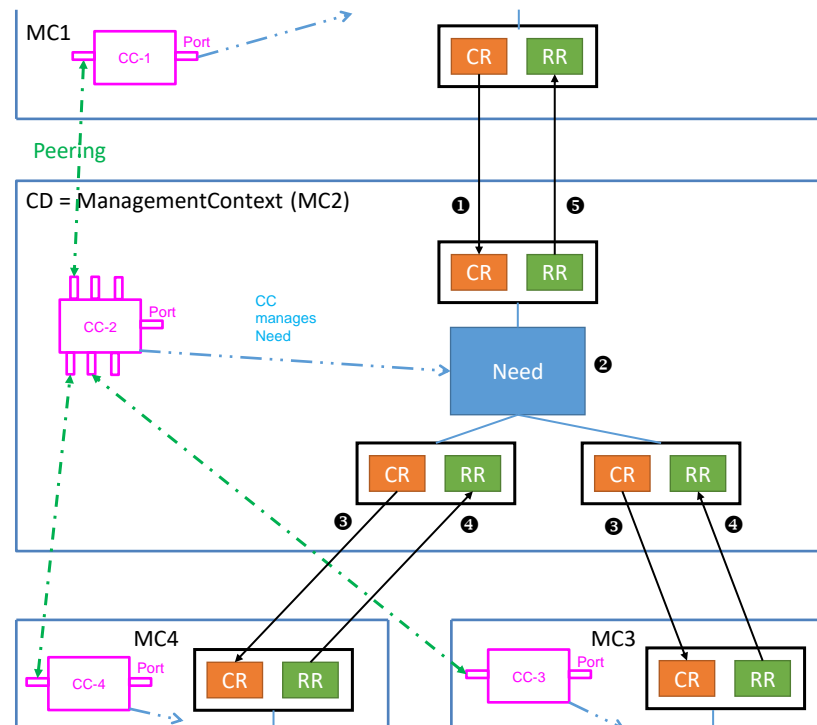 MC1
Port
CC-1
CR
RR
Peering
CD = ManagementContext (MC2)
❶
❺
CR
RR
CC
manages
Need
Port
CC-2
Need
❷
CR
RR
CR
RR
❸
❹
❸
❹
MC4
MC3
Port
CC-4
CR
RR
Port
CC-3
CR
RR